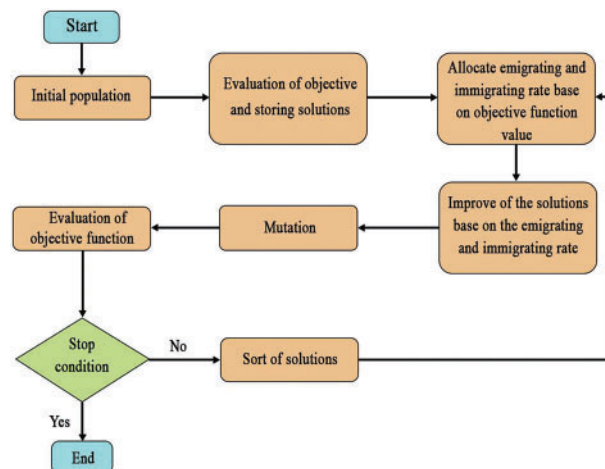 Start
Initial population
Evaluation of objective
and storing solutions
Allocate emigrating and
immigrating rate base
on objective function
value
Improve of the solutions
base on the emigrating
and immigrating rate
Mutation
Evaluation of
objective function
Stop
condition
No
Sort of solutions
Yes
End